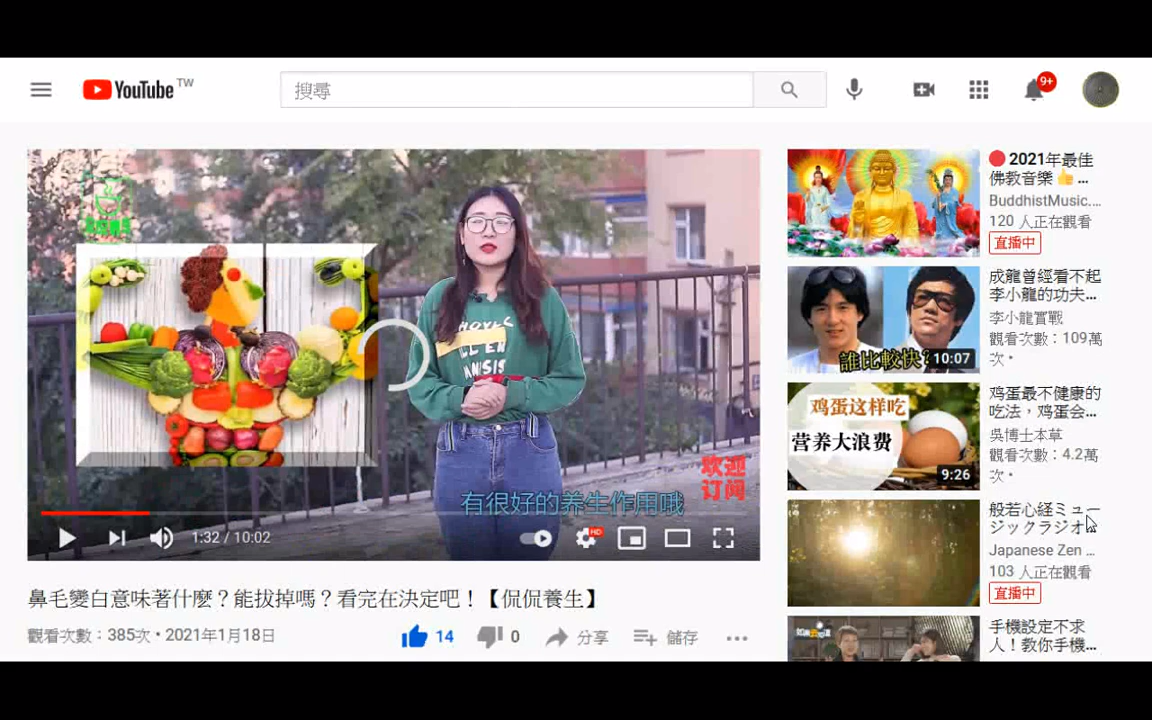 YouTube TW
搜尋
9+
HOVEL
LL EN
ANISIS
欢迎
订阅
有很好的养生作用哦
1:32 / 10:02
HD
鼻毛變白意味著什麼？能拔掉嗎？看完在決定吧！【侃侃養生】
觀看次數：385次 • 2021年1月18日
14
0
分享
儲存
2021年最佳
佛教音樂👍...
BuddhistMusic....
120 人正在觀看
直播中
誰比較快？
10:07
成龍曾經看不起
李小龍的功夫...
李小龍實戰
觀看次數：109萬
次 •
鸡蛋这样吃
营养大浪费
9:26
鸡蛋最不健康的
吃法，鸡蛋会...
吳博士本草
觀看次數：4.2萬
次 •
般若心経ミュー
ジックラジオ
Japanese Zen ...
103 人正在觀看
直播中
手機設定不求
人！教你手機...